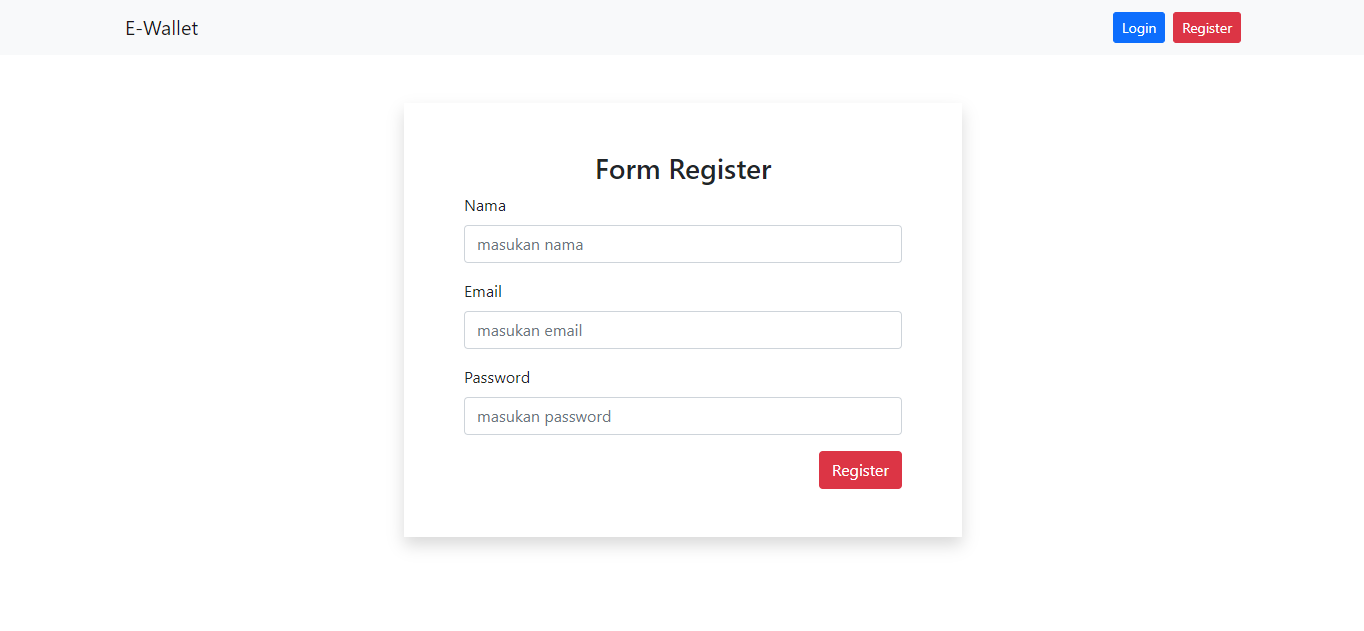 E-Wallet
Login Register
Form Register
Nama
masukan nama
Email
masukan email
Password
masukan password
Register